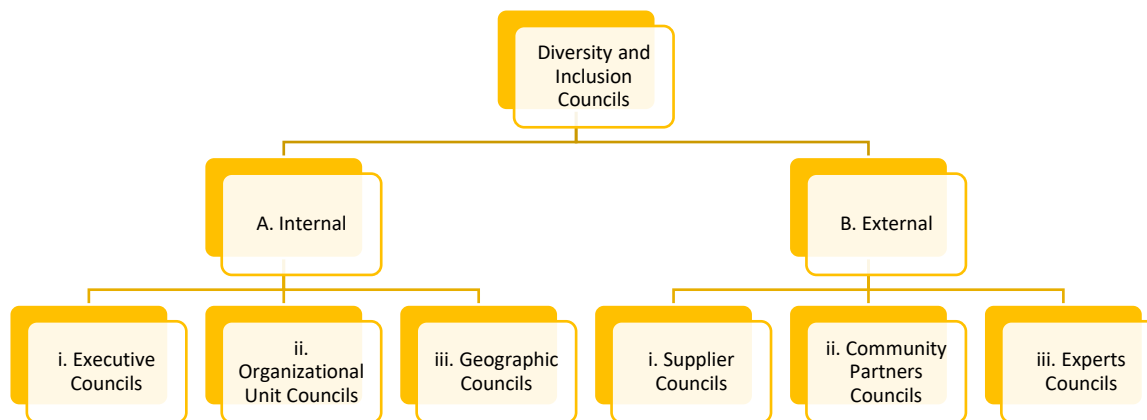 Diversity and
Inclusion
Councils
A. Internal
B. External
i. Executive
Councils
ii.
Organizational
Unit Councils
iii. Geographic
Councils
i. Supplier
Councils
ii. Community
Partners
Councils
iii. Experts
Councils